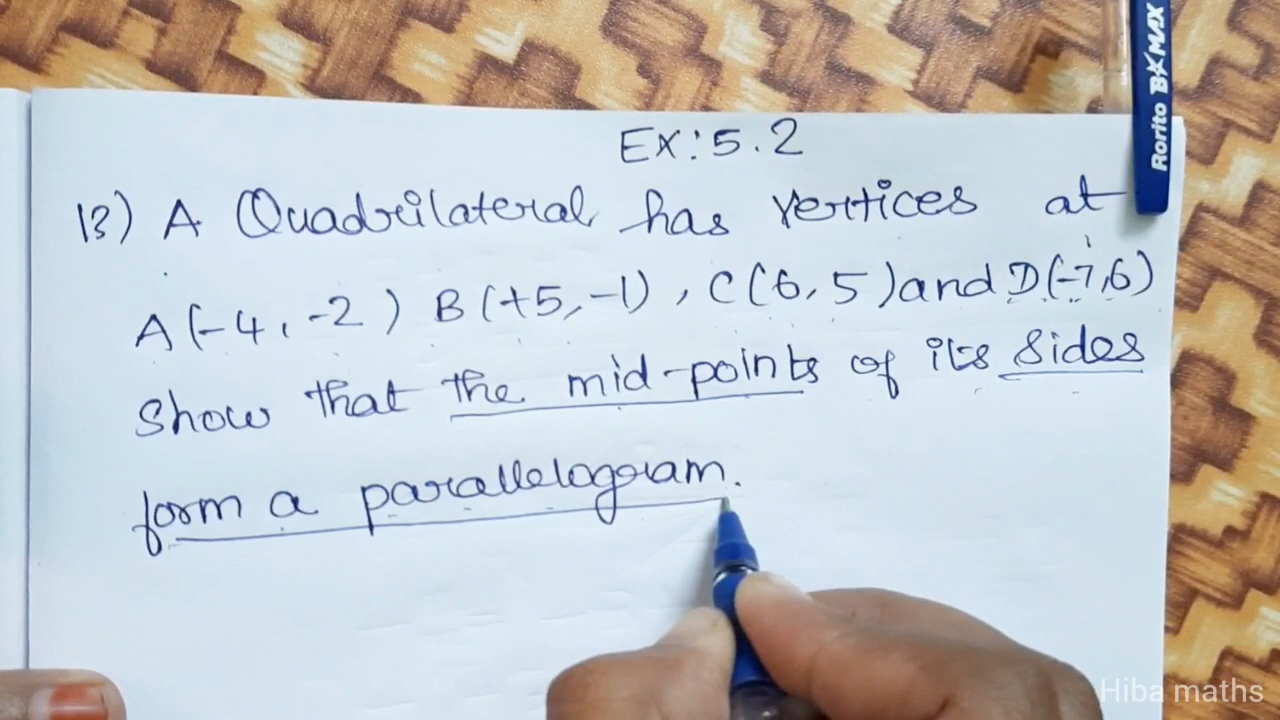 Rorito B★MAX
Ex: 5.2
13) A Quadrilateral has vertices at
A(-4, -2) B(+5, -1), C(6, 5) and D(-7, 6)
Show that the mid-points of its sides
form a parallelogram.
Hiba maths